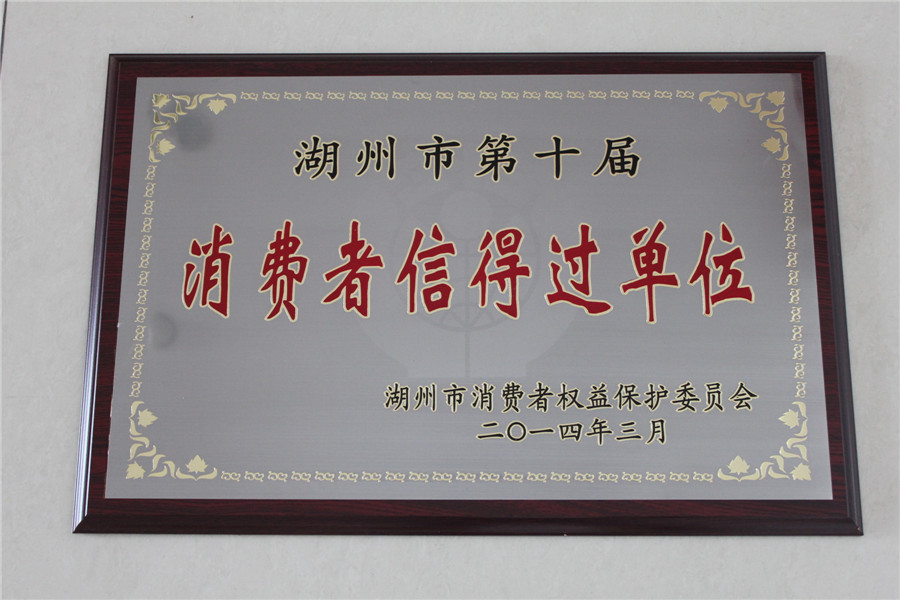 湖州市第十届
消费者信得过单位
湖州市消费者权益保护委员会
二〇一四年三月